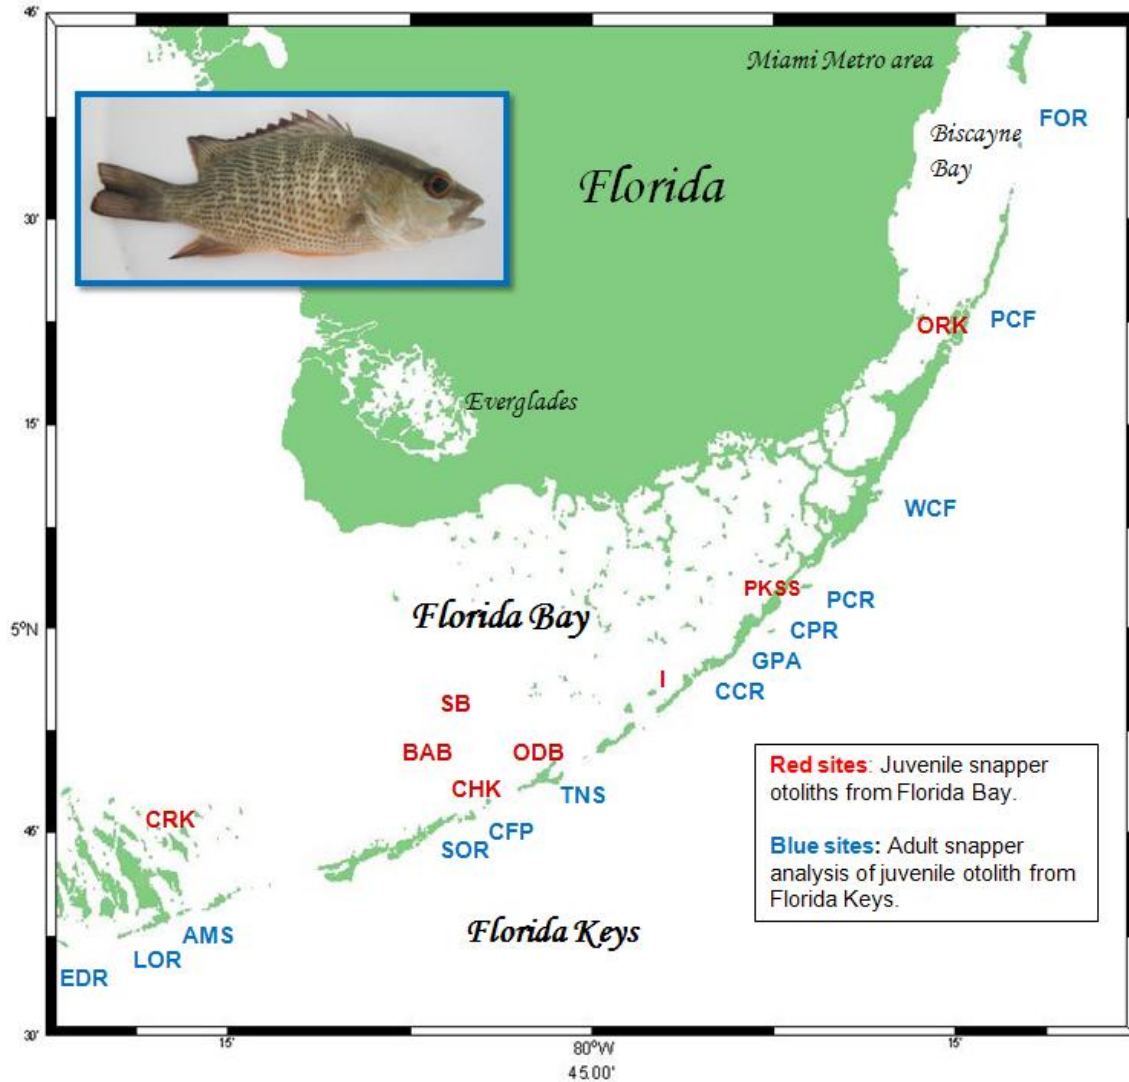 45'
Miami Metro area
FOR
Biscayne
Bay
Florida
30'
ORK
PCF
Everglades
15'
WCF
PKSS
PCR
Florida Bay
5°N
CPR
GPA
I
CCR
SB
BAB
ODB
CHK
TNS
Red sites: Juvenile snapper
otoliths from Florida Bay.
CRK
45'
CFP
SOR
Blue sites: Adult snapper
analysis of juvenile otolith from
Florida Keys.
Florida Keys
AMS
LOR
EDR
30'
15'
80°W
15'
45.00'